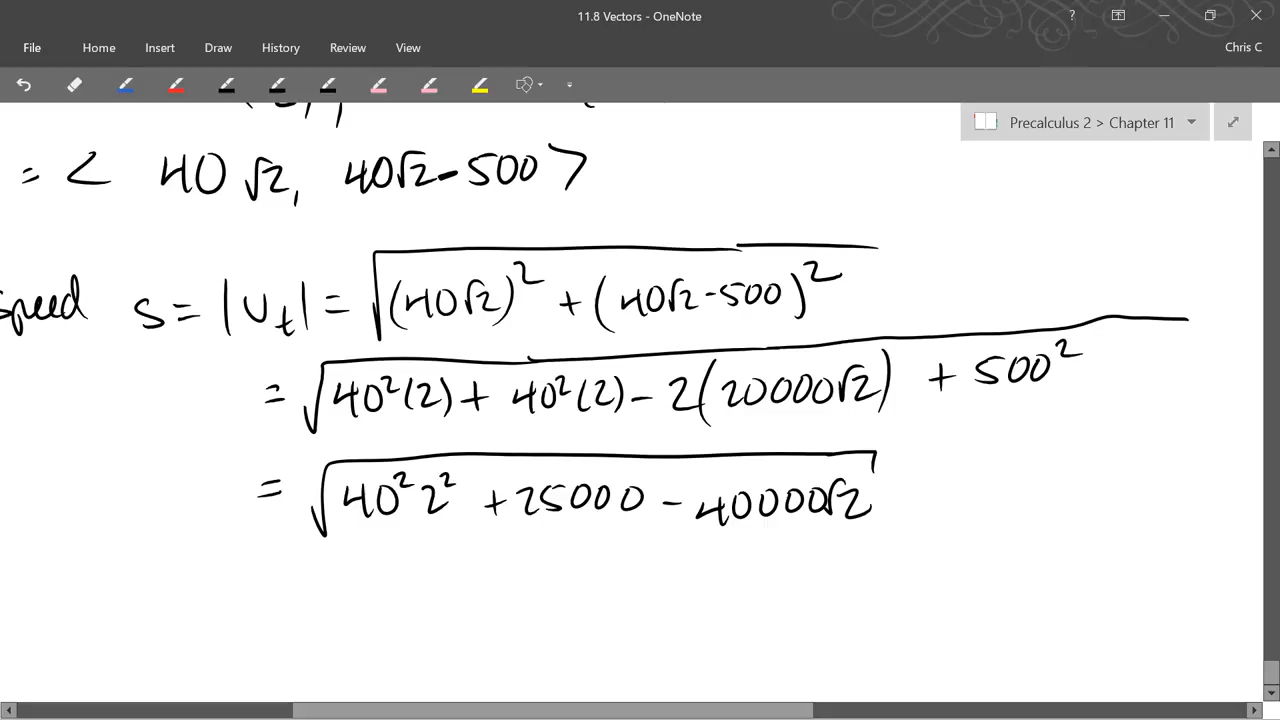 11.8 Vectors - OneNote
?
File Home Insert Draw History Review View
Chris C
Precalculus 2 > Chapter 11
= < 40√2, 40√2-500 >
speed s = |V_t| = √((40√2)² + (40√2-500)²)
= √(40²(2) + 40²(2) - 2(20000√2) + 500²)
= √(40² 2² + 25000 - 40000√2)